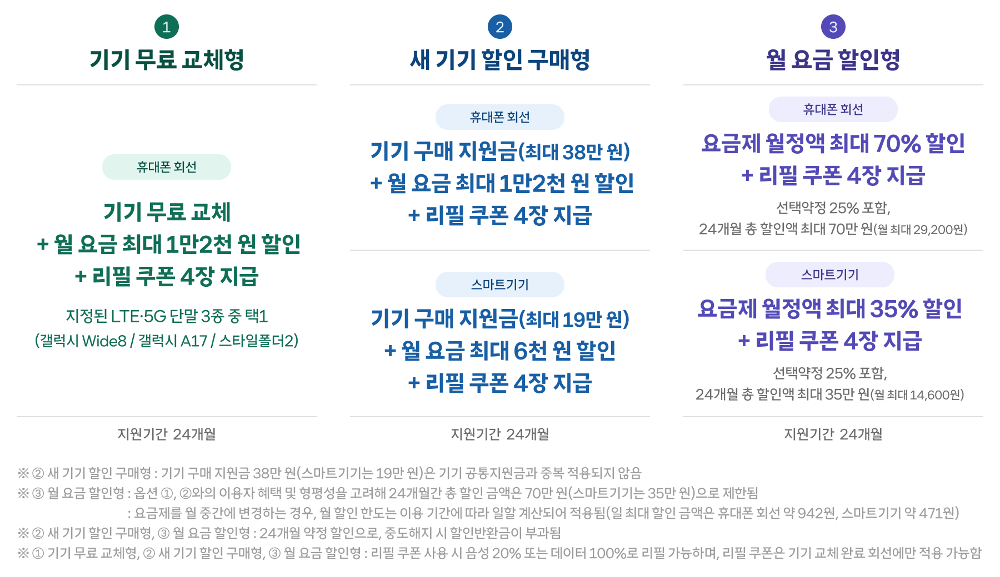 1
기기 무료 교체형
휴대폰 회선
기기 무료 교체
+ 월 요금 최대 1만2천 원 할인
+ 리필 쿠폰 4장 지급
지정된 LTE·5G 단말 3종 중 택1
(갤럭시 Wide8 / 갤럭시 A17 / 스타일폴더2)
지원기간 24개월
2
새 기기 할인 구매형
휴대폰 회선
기기 구매 지원금(최대 38만 원)
+ 월 요금 최대 1만2천 원 할인
+ 리필 쿠폰 4장 지급
스마트기기
기기 구매 지원금(최대 19만 원)
+ 월 요금 최대 6천 원 할인
+ 리필 쿠폰 4장 지급
지원기간 24개월
3
월 요금 할인형
휴대폰 회선
요금제 월정액 최대 70% 할인
+ 리필 쿠폰 4장 지급
선택약정 25% 포함,
24개월 총 할인액 최대 70만 원(월 최대 29,200원)
스마트기기
요금제 월정액 최대 35% 할인
+ 리필 쿠폰 4장 지급
선택약정 25% 포함,
24개월 총 할인액 최대 35만 원(월 최대 14,600원)
지원기간 24개월
※ ② 새 기기 할인 구매형 : 기기 구매 지원금 38만 원(스마트기기는 19만 원)은 기기 공통지원금과 중복 적용되지 않음
※ ③ 월 요금 할인형 : 옵션 ①, ②와의 이용자 혜택 및 형평성을 고려해 24개월간 총 할인 금액은 70만 원(스마트기기는 35만 원)으로 제한됨
: 요금제를 월 중간에 변경하는 경우, 월 할인 한도는 이용 기간에 따라 일할 계산되어 적용됨(일 최대 할인 금액은 휴대폰 회선 약 942원, 스마트기기 약 471원)
※ ② 새 기기 할인 구매형, ③ 월 요금 할인형 : 24개월 약정 할인으로, 중도해지 시 할인반환금이 부과됨
※ ① 기기 무료 교체형, ② 새 기기 할인 구매형, ③ 월 요금 할인형 : 리필 쿠폰 사용 시 음성 20% 또는 데이터 100%로 리필 가능하며, 리필 쿠폰은 기기 교체 완료 회선에만 적용 가능함